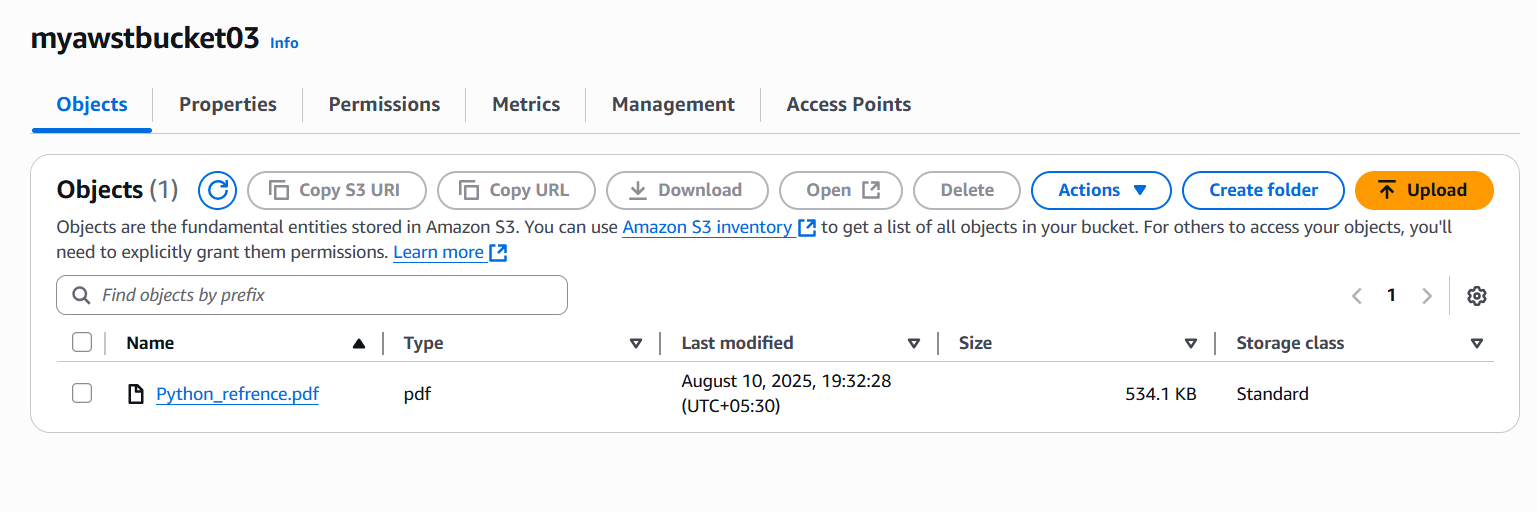 myawstbucket03 Info
Objects Properties Permissions Metrics Management Access Points
Objects (1) Copy S3 URI Copy URL Download Open Delete Actions Create folder Upload
Objects are the fundamental entities stored in Amazon S3. You can use Amazon S3 inventory to get a list of all objects in your bucket. For others to access your objects, you'll
need to explicitly grant them permissions. Learn more
Find objects by prefix 1
Name Type Last modified Size Storage class
Python_refrence.pdf pdf August 10, 2025, 19:32:28 534.1 KB Standard
(UTC+05:30)